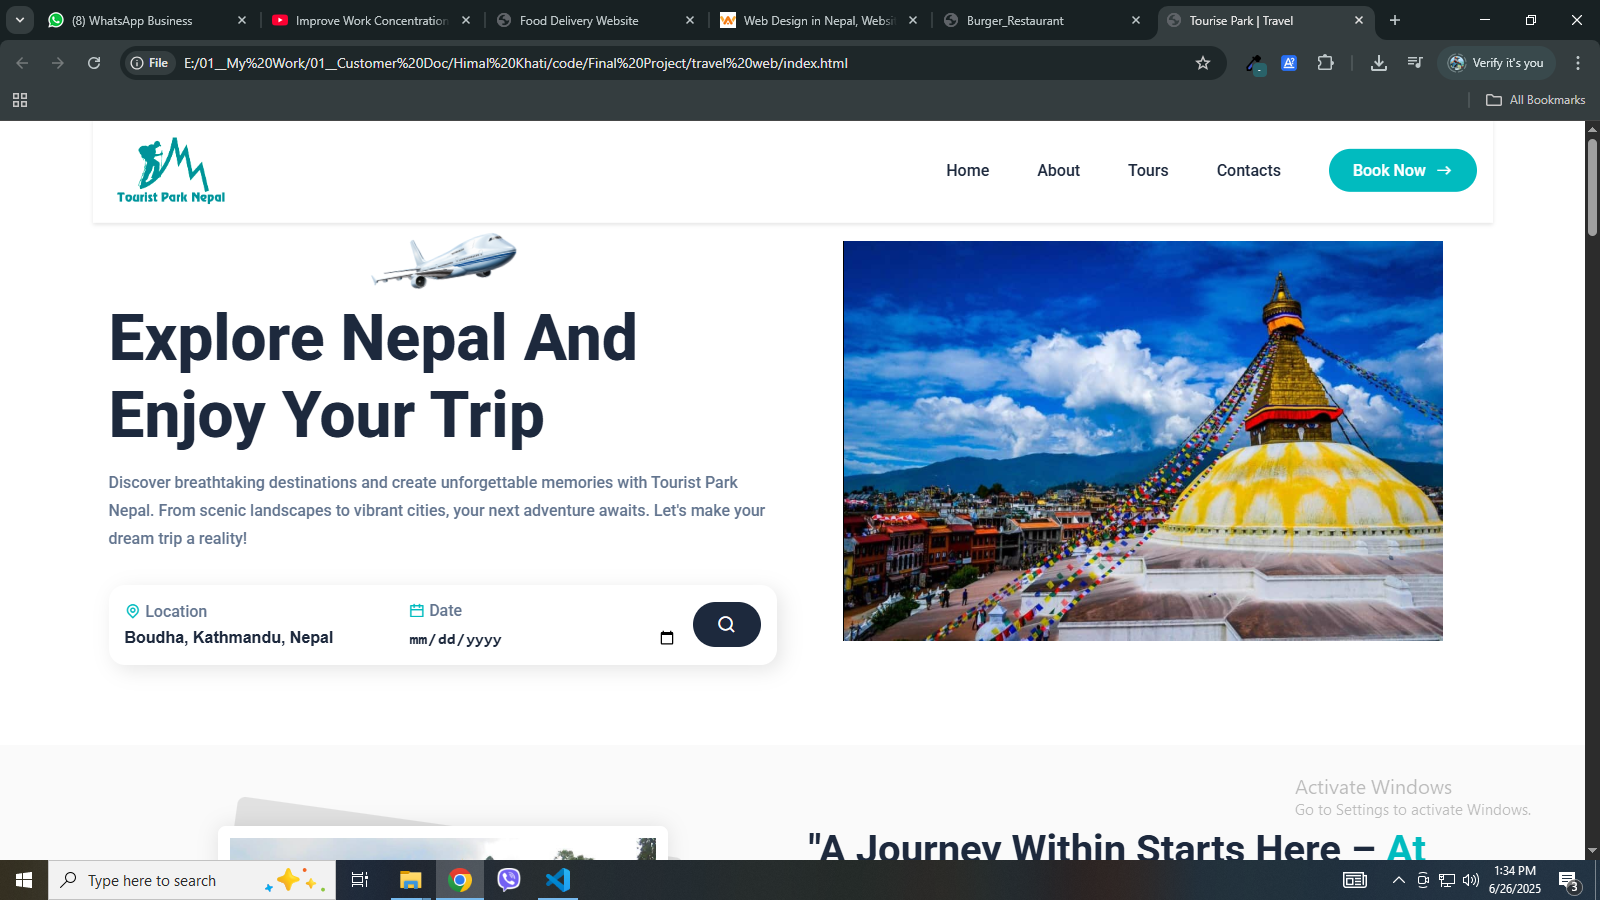 (8) WhatsApp Business
Improve Work Concentration
Food Delivery Website
Web Design in Nepal, Websi
Burger_Restaurant
Tourise Park | Travel
File
E:/01__My%20Work/01__Customer%20Doc/Himal%20Khati/code/Final%20Project/travel%20web/index.html
Verify it's you
All Bookmarks
Tourist Park Nepal
Home
About
Tours
Contacts
Book Now
Explore Nepal And
Enjoy Your Trip
Discover breathtaking destinations and create unforgettable memories with Tourist Park
Nepal. From scenic landscapes to vibrant cities, your next adventure awaits. Let's make your
dream trip a reality!
Location
Boudha, Kathmandu, Nepal
Date
mm/dd/yyyy
Activate Windows
Go to Settings to activate Windows.
"A Journey Within Starts Here – At
Type here to search
1:34 PM
6/26/2025
3